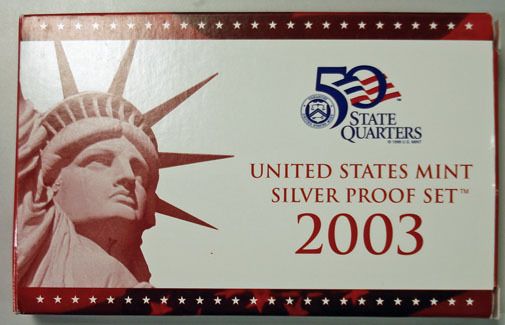 50
STATE
QUARTERS
UNITED STATES MINT
SILVER PROOF SET™
2003